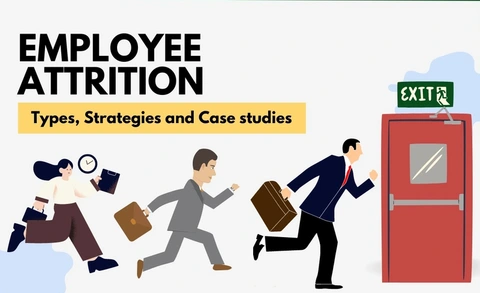 EMPLOYEE
ATTRITION
Types, Strategies and Case studies
EXIT